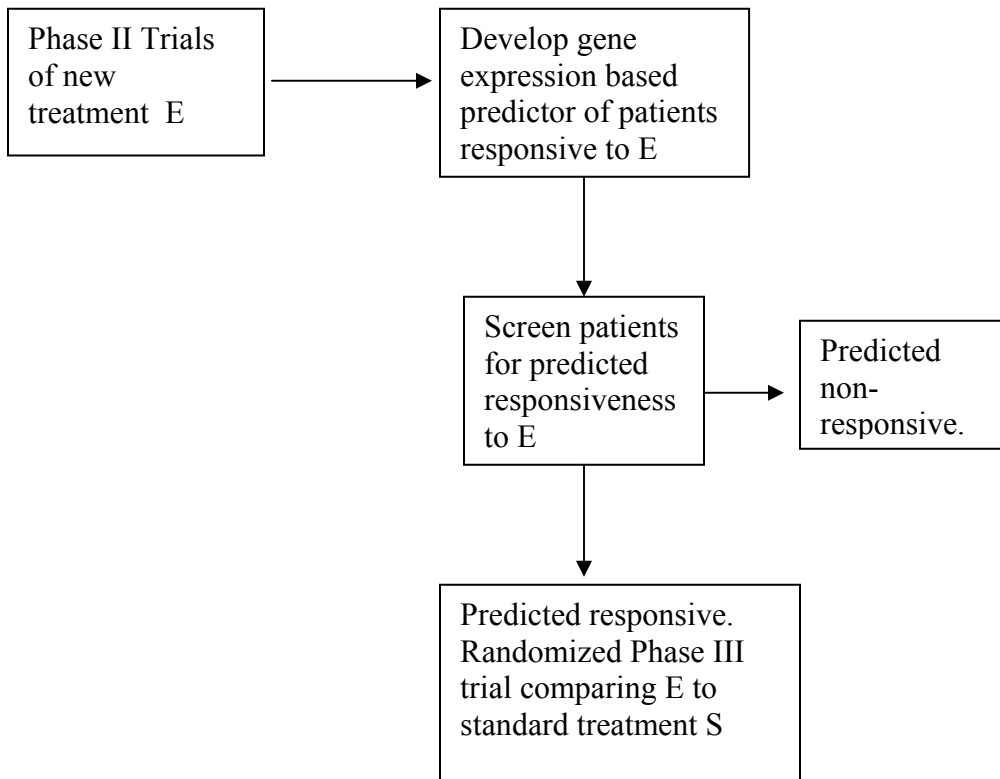 Phase II Trials
of new
treatment E
Develop gene
expression based
predictor of patients
responsive to E
Screen patients
for predicted
responsiveness
to E
Predicted
non-
responsive.
Predicted responsive.
Randomized Phase III
trial comparing E to
standard treatment S